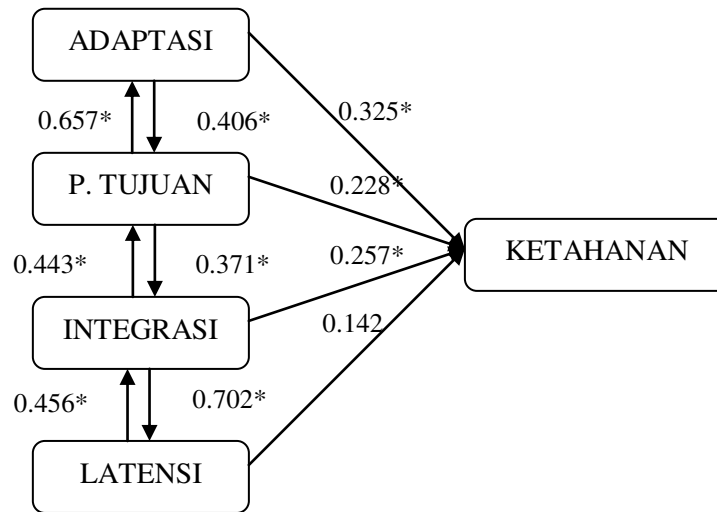 ADAPTASI
0.657*
0.406*
0.325*
P. TUJUAN
0.228*
KETAHANAN
0.443*
0.371*
0.257*
INTEGRASI
0.142
0.456*
0.702*
LATENSI